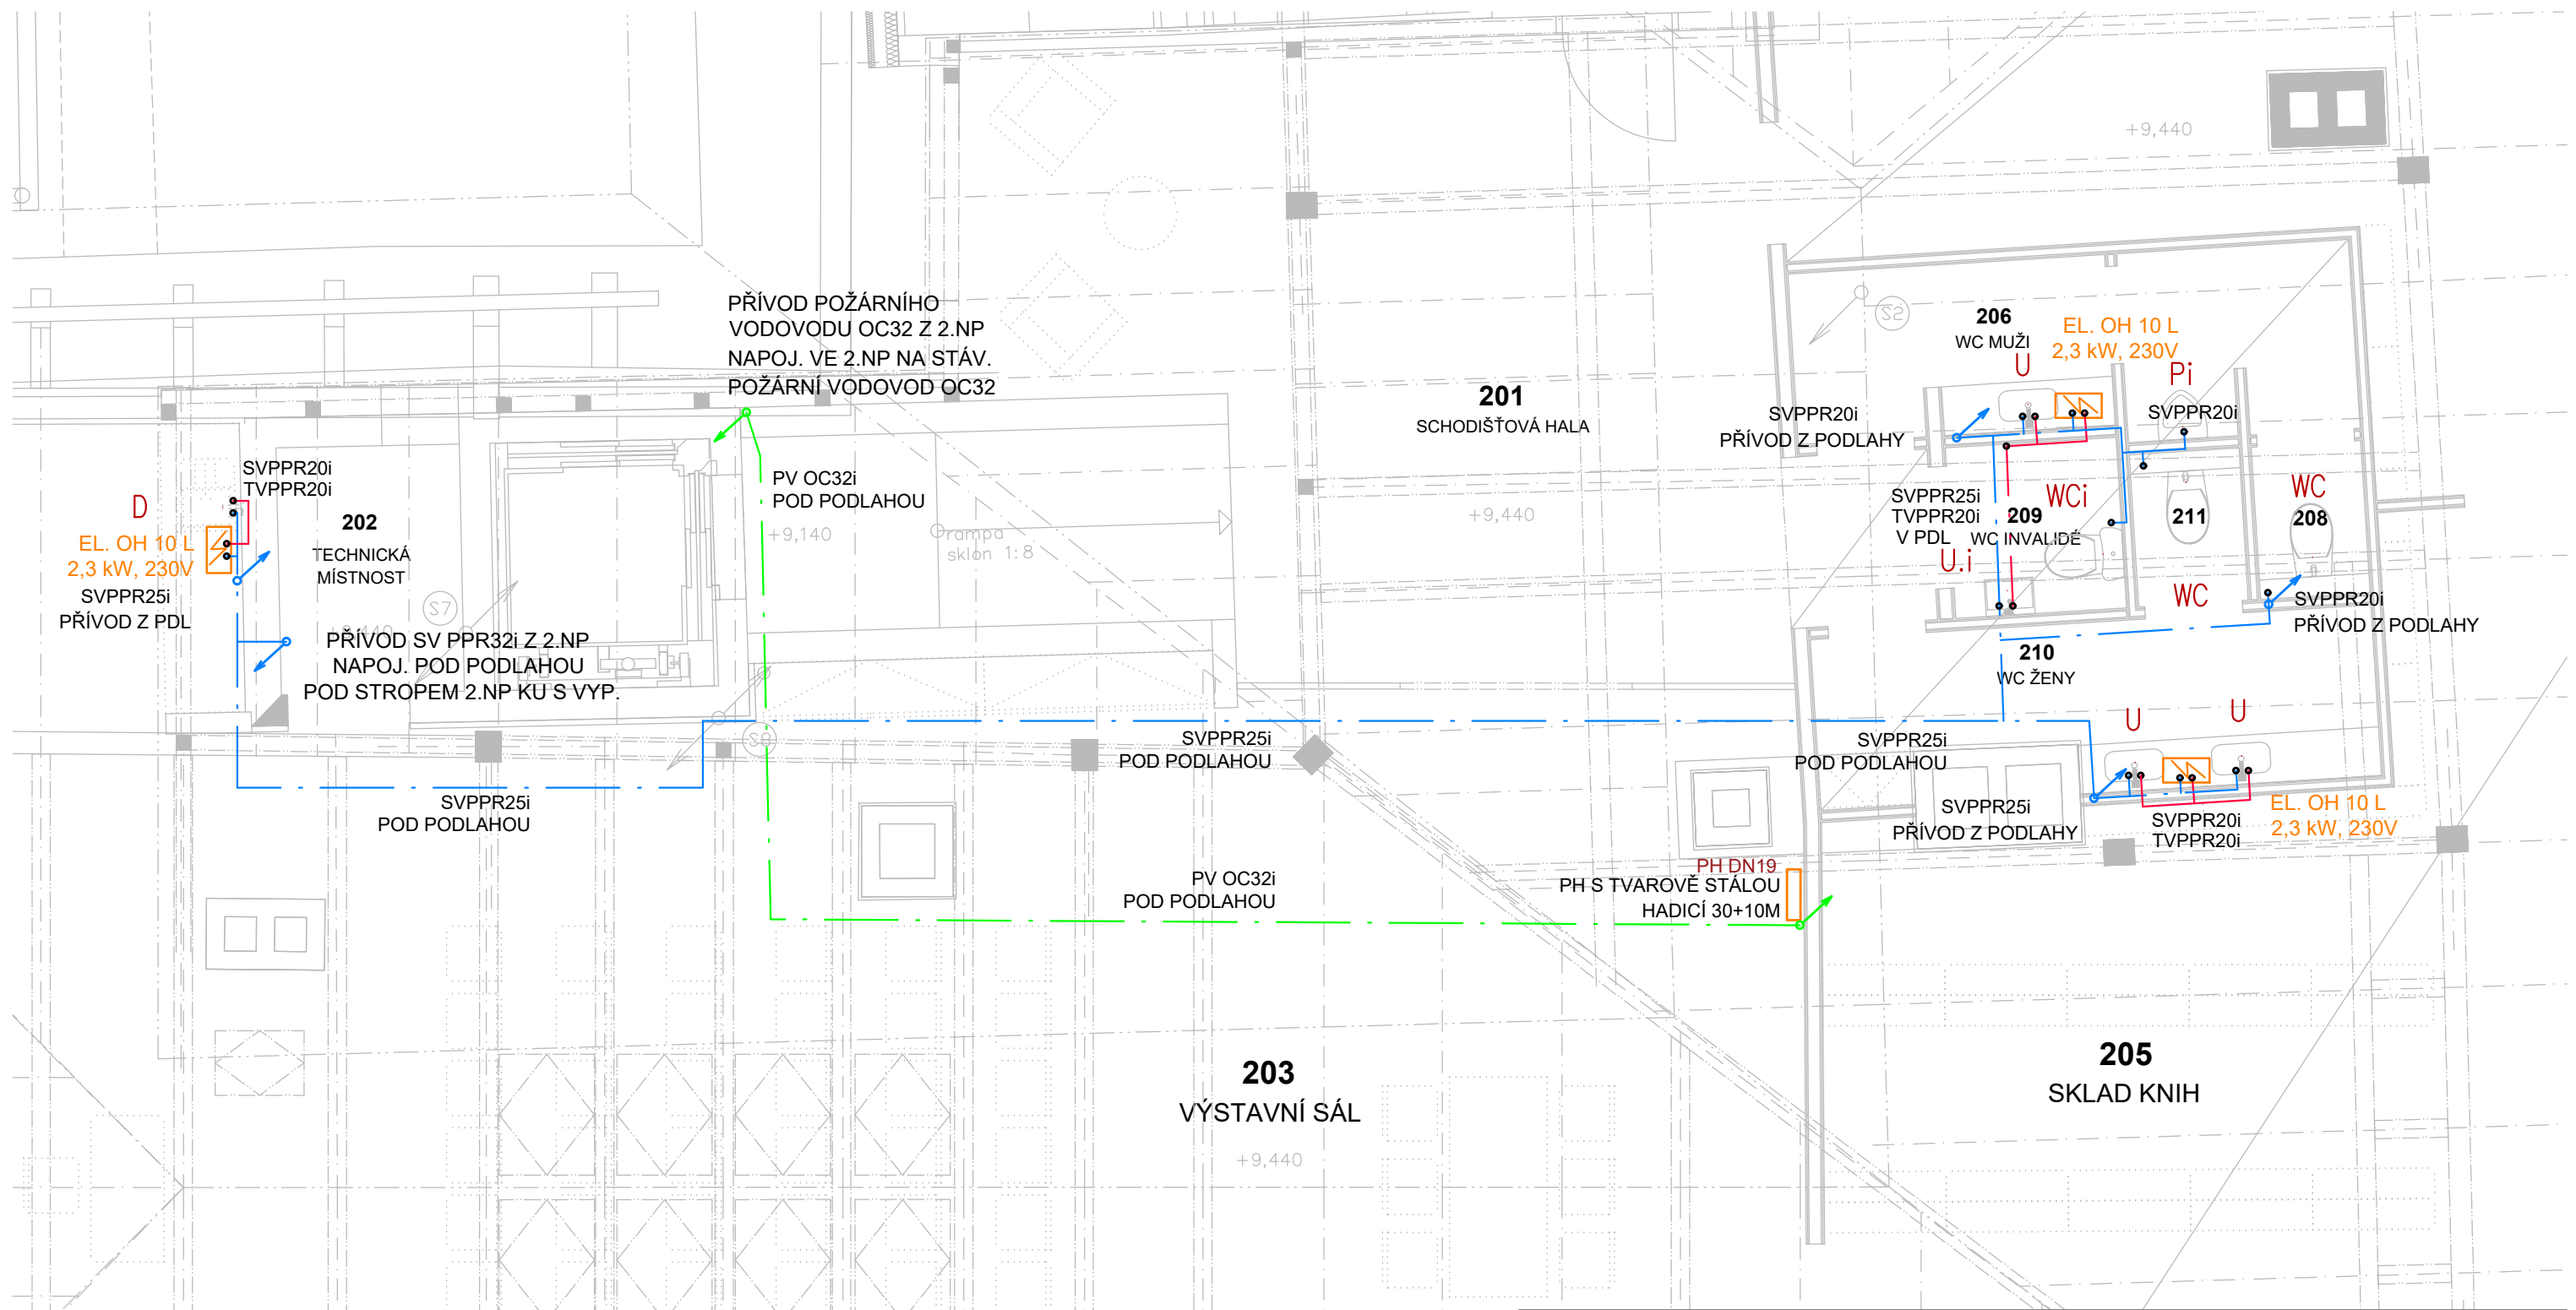 +9,440
PŘÍVOD POŽÁRNÍHO
VODOVODU OC32 Z 2.NP
NAPOJ. VE 2.NP NA STÁV.
POŽÁRNÍ VODOVOD OC32
S2
206
WC MUŽI
U
EL. OH 10 L
2,3 kW, 230V
Pi
SVPPR20i
201
SCHODIŠŤOVÁ HALA
SVPPR20i
PŘÍVOD Z PODLAHY
SVPPR20i
TVPPR20i
D
202
TECHNICKÁ
MÍSTNOST
EL. OH 10 L
2,3 kW, 230V
SVPPR25i
PŘÍVOD Z PDL
PV OC32i
POD PODLAHOU
+9,140
rampa
sklon 1:8
+9,440
SVPPR25i
TVPPR20i
V PDL
WCi
209
WC INVALIDÉ
U.i
211
WC
WC
208
SVPPR20i
PŘÍVOD Z PODLAHY
S7
+9,440
PŘÍVOD SV PPR32i Z 2.NP
NAPOJ. POD PODLAHOU
POD STROPEM 2.NP KU S VYP.
210
WC ŽENY
U
U
S8
SVPPR25i
POD PODLAHOU
SVPPR25i
POD PODLAHOU
SVPPR25i
POD PODLAHOU
SVPPR25i
PŘÍVOD Z PODLAHY
SVPPR20i
TVPPR20i
EL. OH 10 L
2,3 kW, 230V
PV OC32i
POD PODLAHOU
PH DN19
PH S TVAROVĚ STÁLOU
HADICÍ 30+10M
203
VÝSTAVNÍ SÁL
+9,440
205
SKLAD KNIH